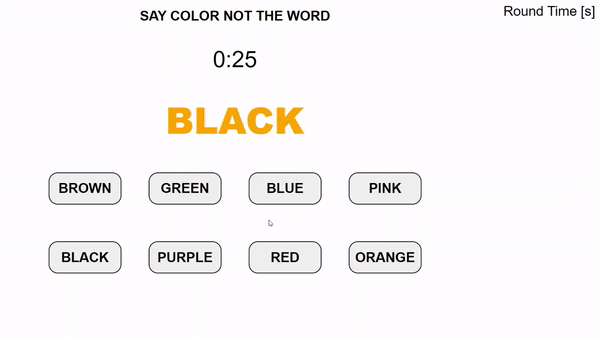 SAY COLOR NOT THE WORD
Round Time [s]
0:25
BLACK
BROWN GREEN BLUE PINK
BLACK PURPLE RED ORANGE